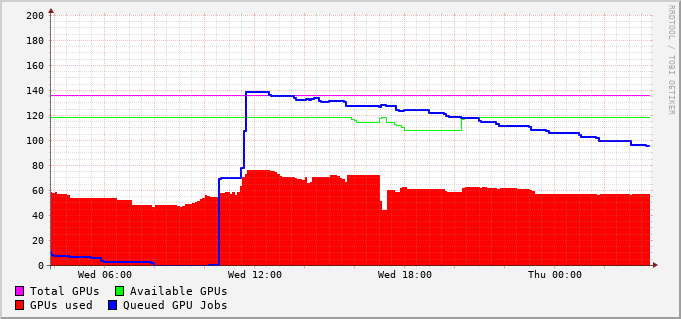 200
180
160
140
120
100
80
60
40
20
0
Wed 06:00 Wed 12:00 Wed 18:00 Thu 00:00
Total GPUs Available GPUs
GPUs used Queued GPU Jobs
RRDTOOL / TOBI OETIKER